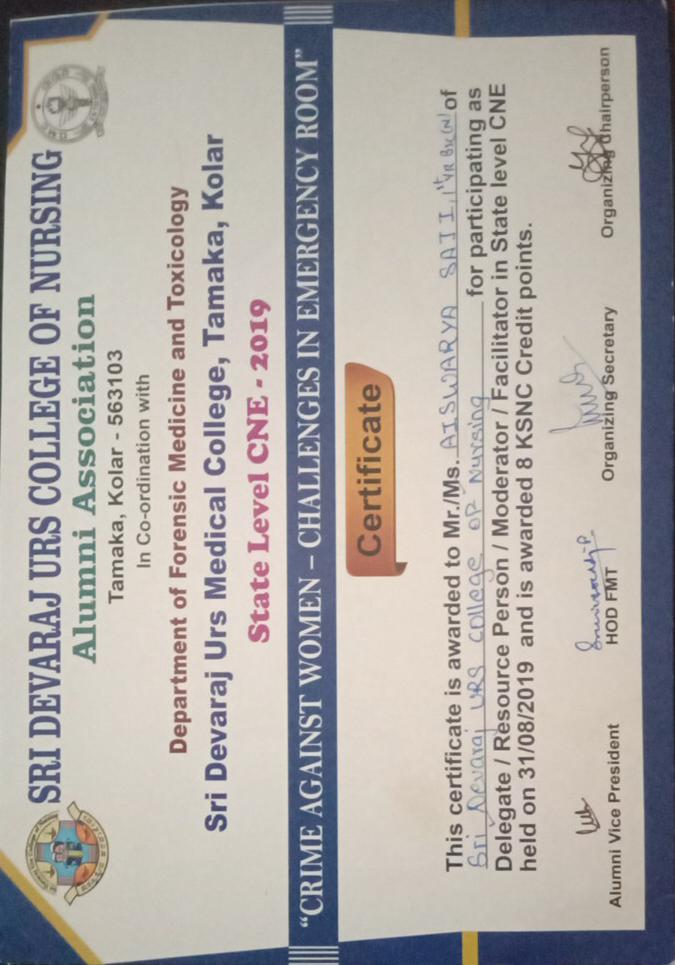 SRI DEVARAJ URS COLLEGE OF NURSING
Alumni Association
Tamaka, Kolar - 563103
In Co-ordination with
Department of Forensic Medicine and Toxicology
Sri Devaraj Urs Medical College, Tamaka, Kolar
State Level CNE - 2019
“CRIME AGAINST WOMEN – CHALLENGES IN EMERGENCY ROOM”
Certificate
This certificate is awarded to Mr./Ms. AISWARYA SAJI, 1st YR BSc(N) of
Sri Devaraj URS College OF Nursing for participating as
Delegate / Resource Person / Moderator / Facilitator in State level CNE
held on 31/08/2019 and is awarded 8 KSNC Credit points.
Alumni Vice President HOD FMT Organizing Secretary Organizing Chairperson